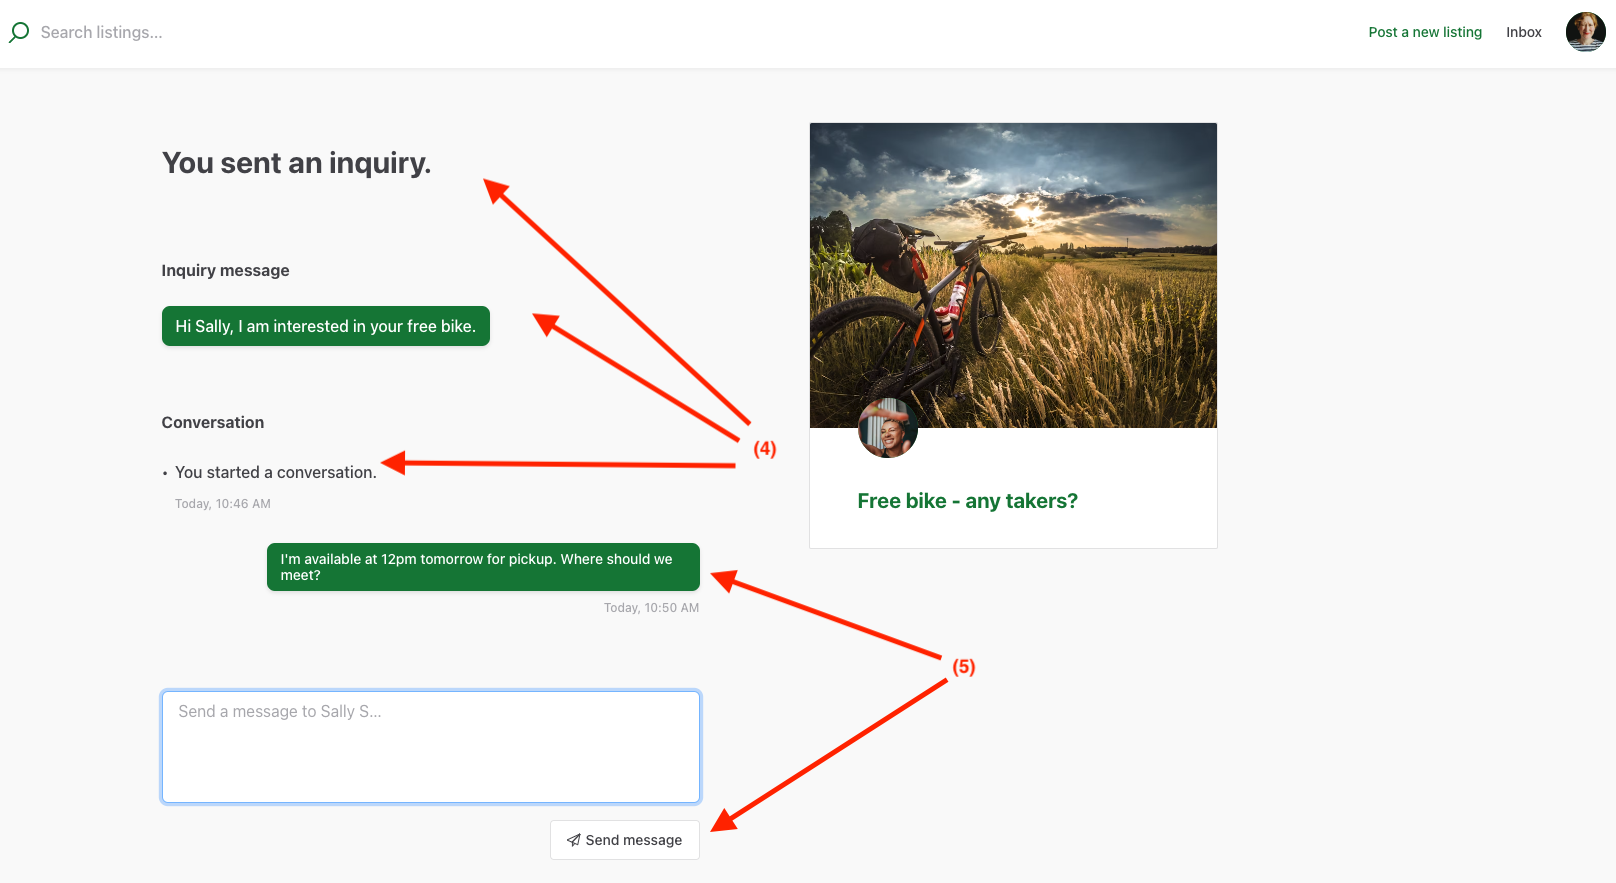 Search listings...
Post a new listing
Inbox
You sent an inquiry.
Inquiry message
Hi Sally, I am interested in your free bike.
Conversation
(4)
• You started a conversation.
Today, 10:46 AM
Free bike - any takers?
I'm available at 12pm tomorrow for pickup. Where should we
meet?
Today, 10:50 AM
(5)
Send a message to Sally S...
Send message